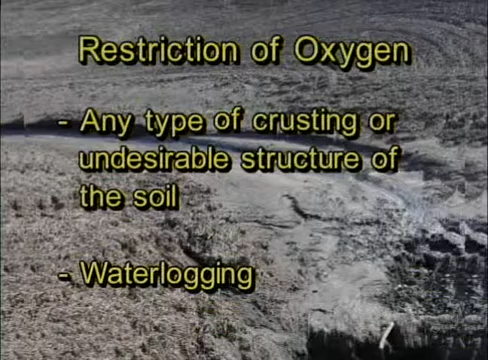 Restriction of Oxygen
- Any type of crusting or
undesirable structure of
the soil
- Waterlogging